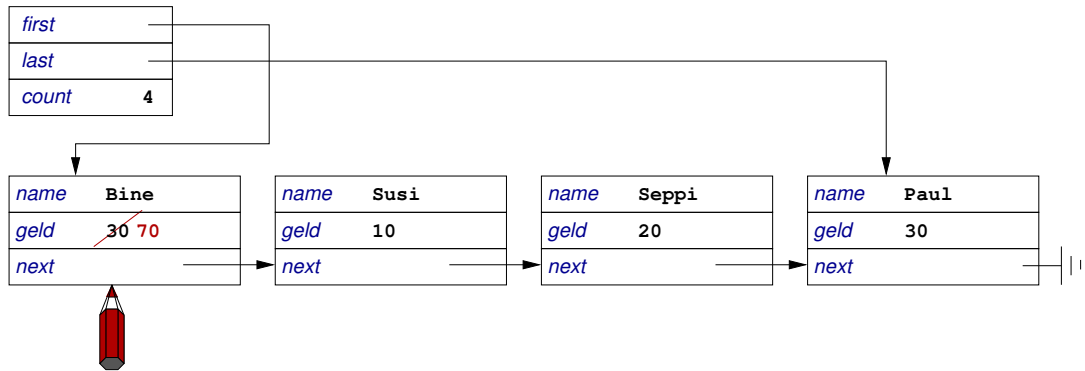 first
last
count 4
name Bine name Susi name Seppi name Paul
geld 30 70 geld 10 geld 20 geld 30
next next next next